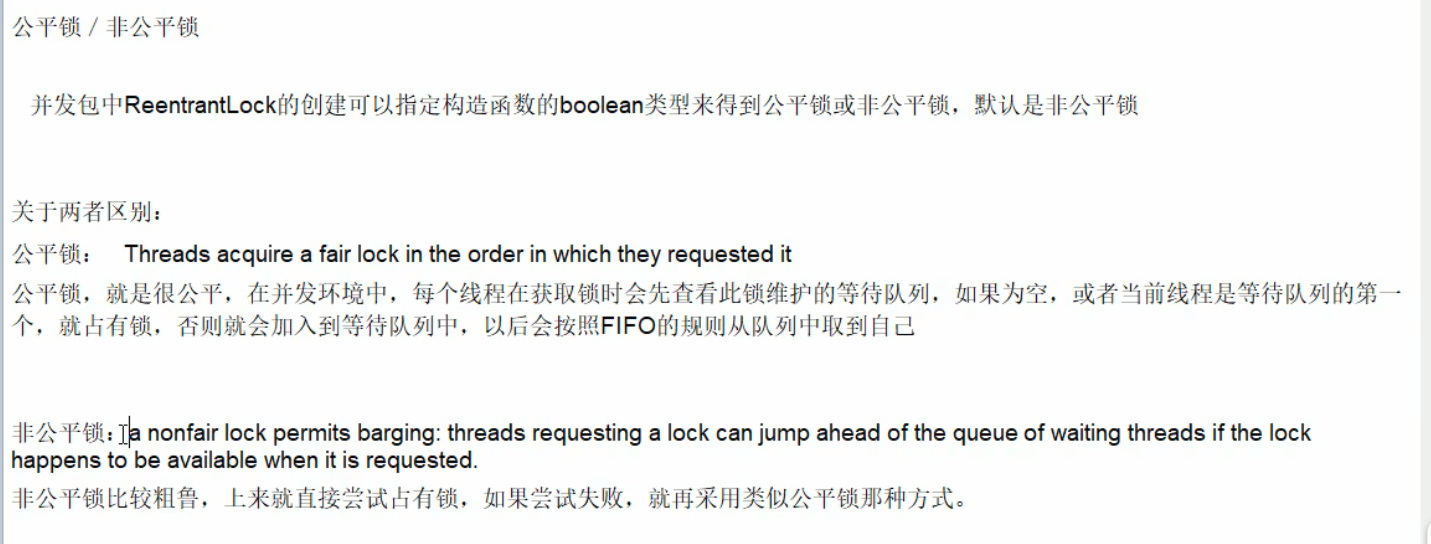 公平锁 / 非公平锁
并发包中ReentrantLock的创建可以指定构造函数的boolean类型来得到公平锁或非公平锁，默认是非公平锁
关于两者区别：
公平锁： Threads acquire a fair lock in the order in which they requested it
公平锁，就是很公平，在并发环境中，每个线程在获取锁时会先查看此锁维护的等待队列，如果为空，或者当前线程是等待队列的第一
个，就占有锁，否则就会加入到等待队列中，以后会按照FIFO的规则从队列中取到自己
非公平锁：a nonfair lock permits barging: threads requesting a lock can jump ahead of the queue of waiting threads if the lock
happens to be available when it is requested.
非公平锁比较粗鲁，上来就直接尝试占有锁，如果尝试失败，就再采用类似公平锁那种方式。